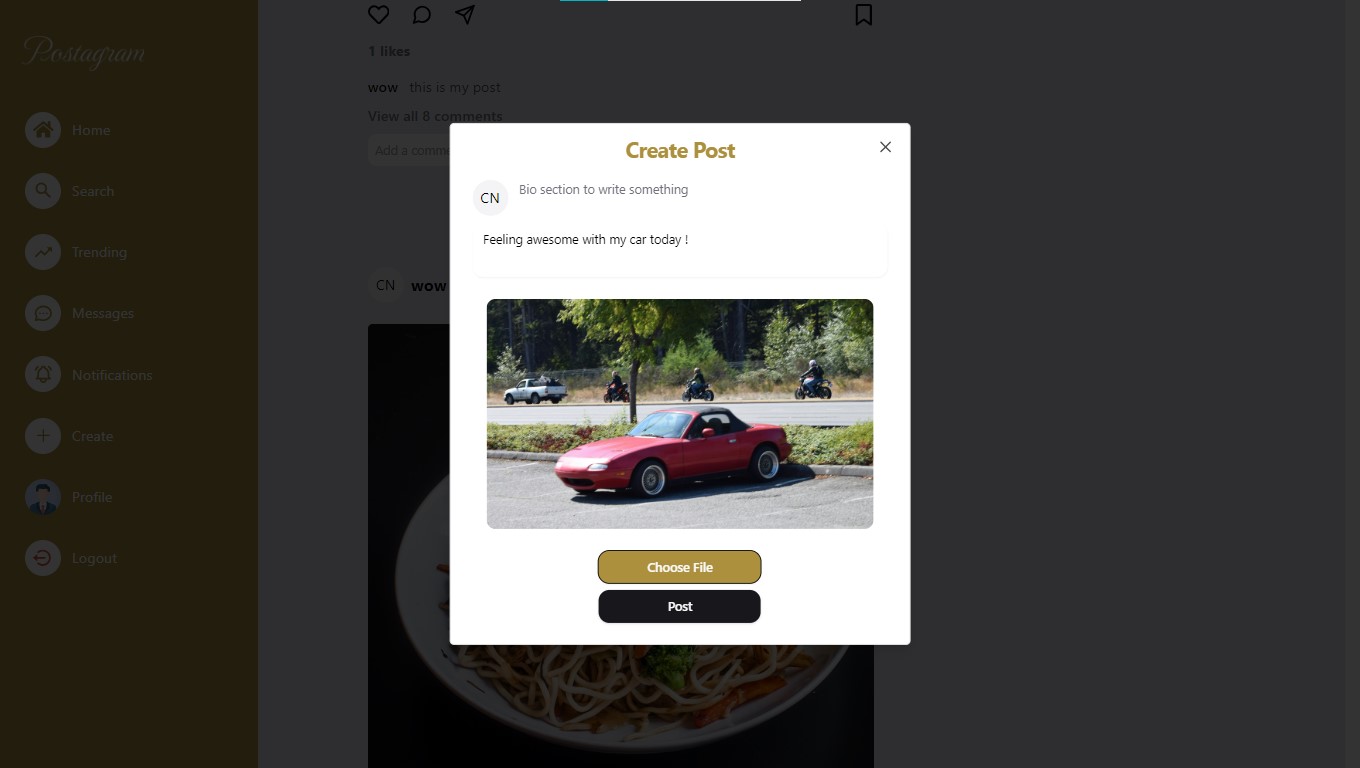 Postagram
Home
Search
Trending
Messages
Notifications
Create
Profile
Logout
1 likes
wow this is my post
View all 8 comments
Add a comme
CN wow
Create Post
CN
Bio section to write something
Feeling awesome with my car today !
Choose File
Post